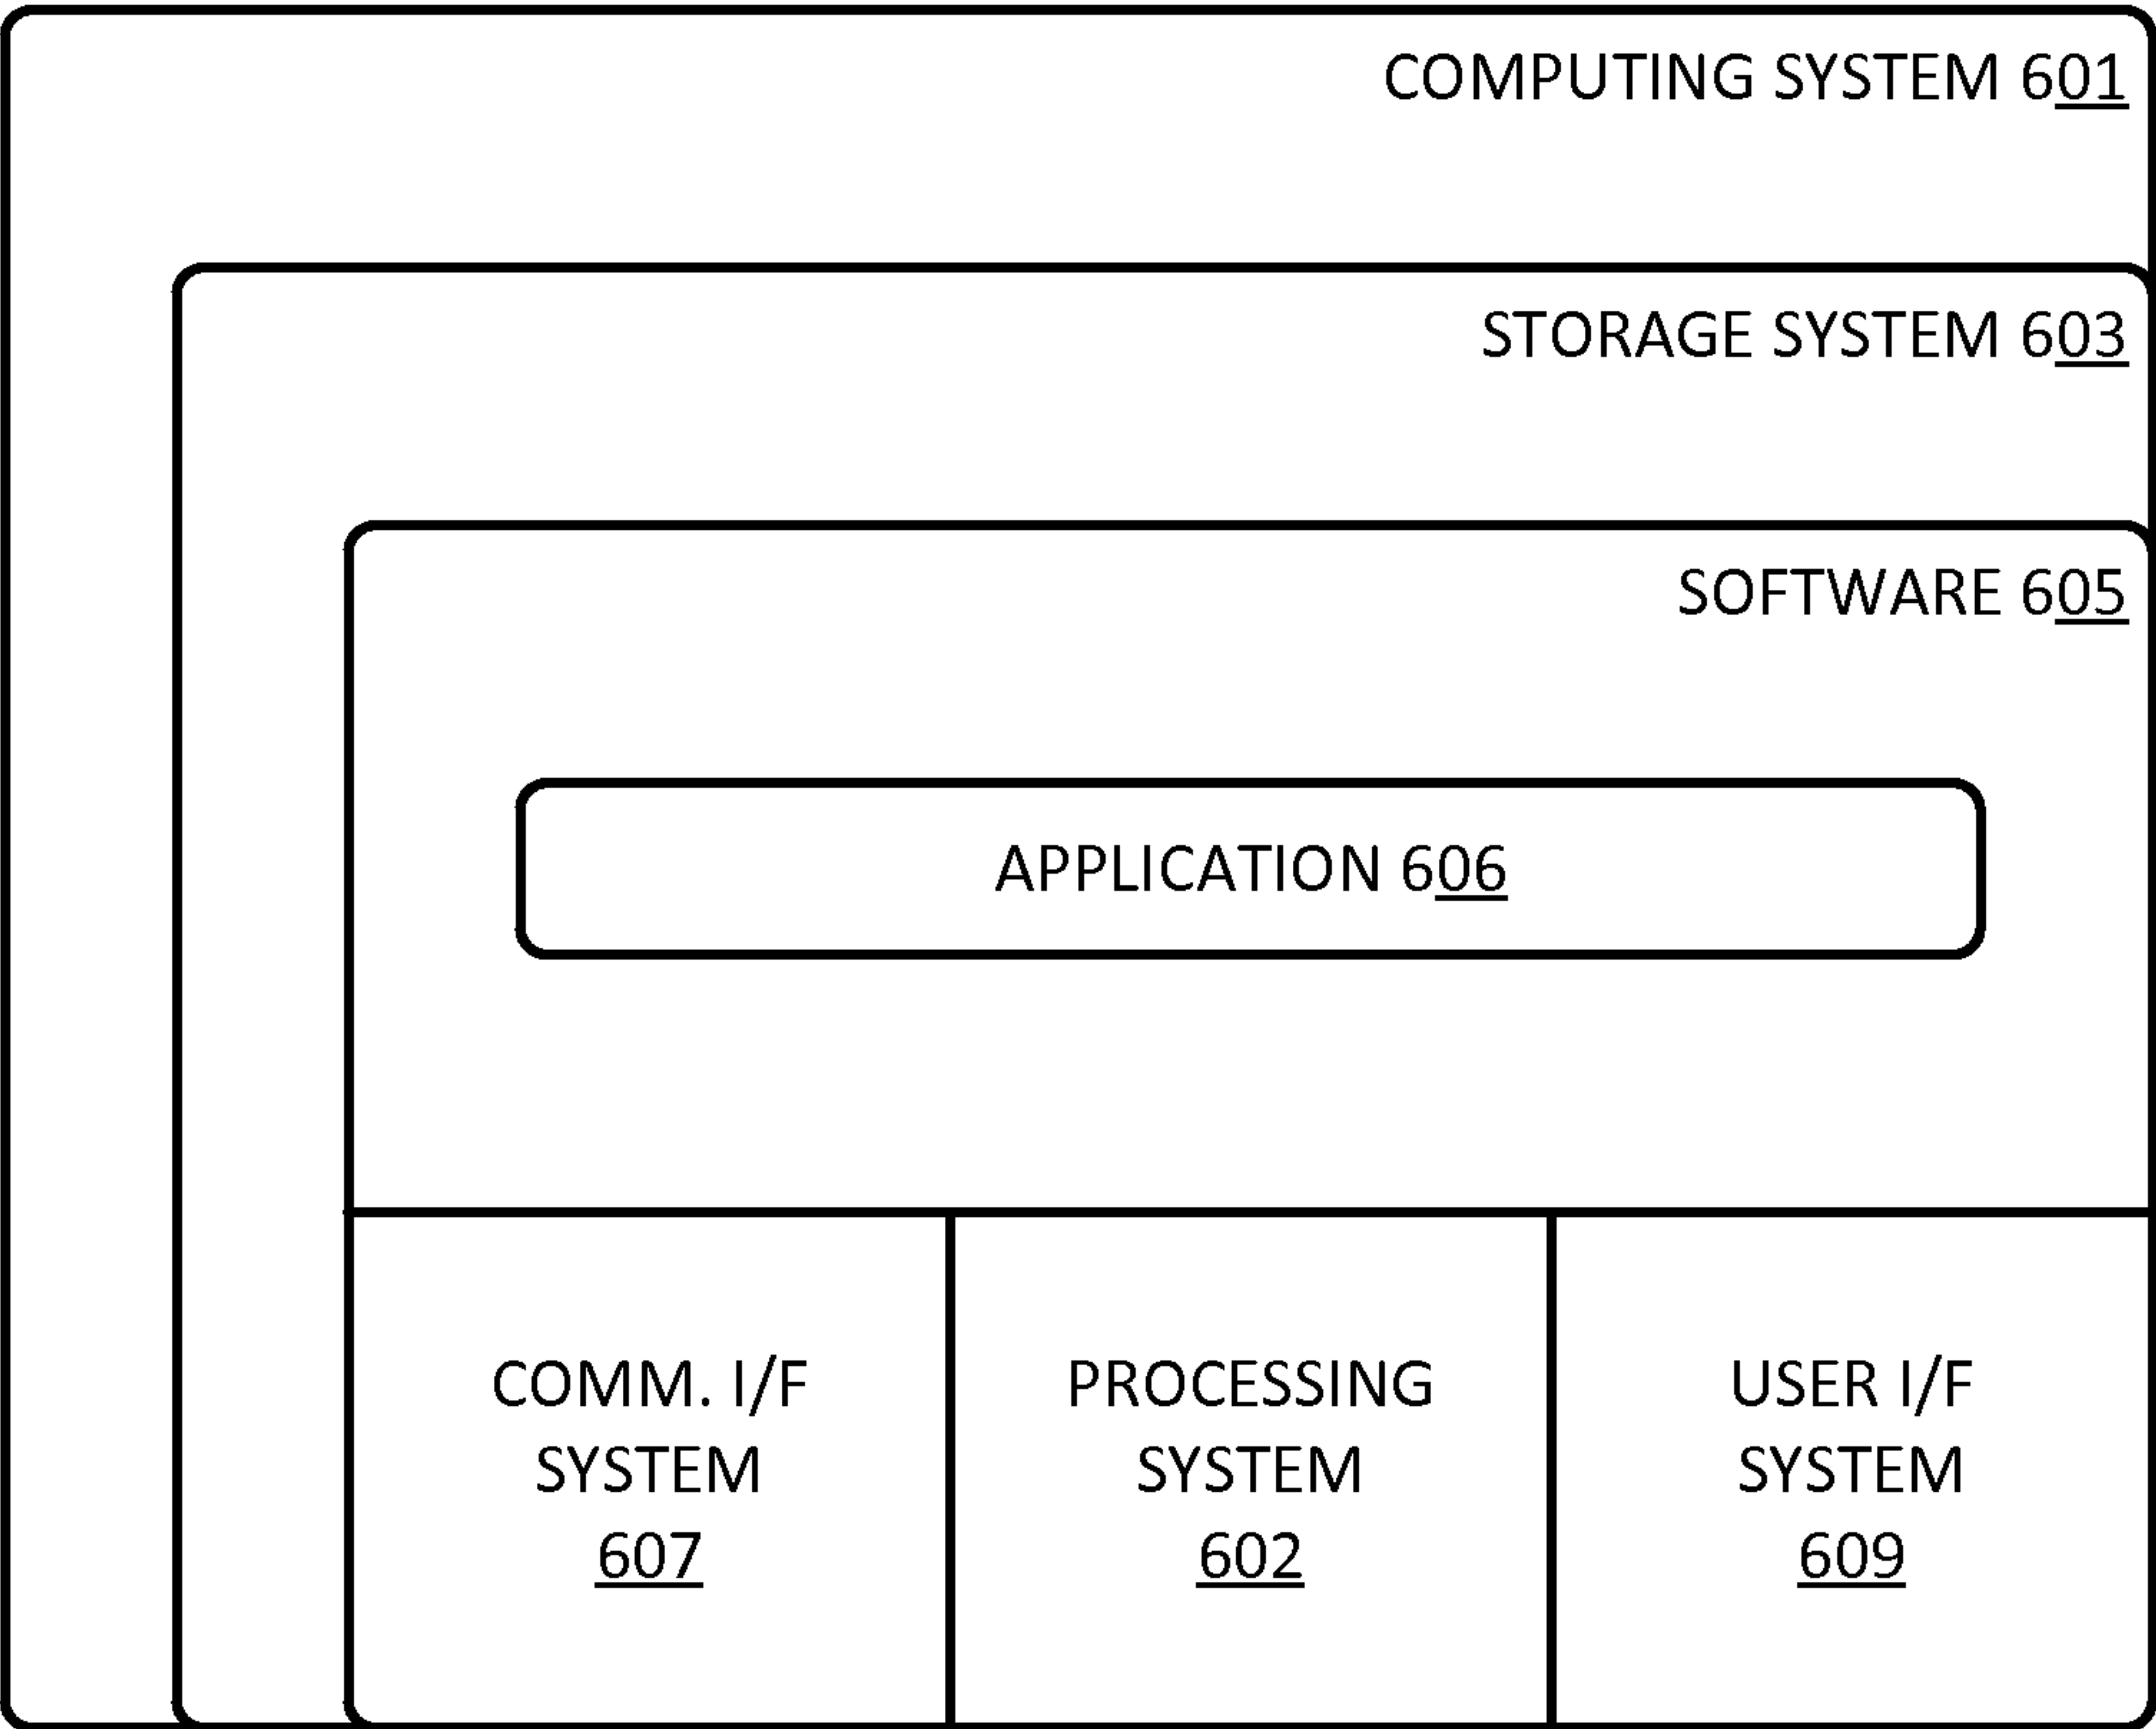 COMPUTING SYSTEM 601
STORAGE SYSTEM 603
SOFTWARE 605
APPLICATION 606
COMM. I/F
SYSTEM
607
PROCESSING
SYSTEM
602
USER I/F
SYSTEM
609